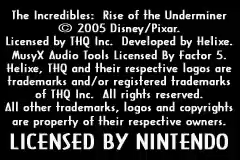 The Incredibles: Rise of the Underminer
© 2005 Disney/Pixar.
Licensed by THQ Inc. Developed by Helixe.
MusyX Audio Tools Licensed By Factor 5.
Helixe, THQ and their respective logos are
trademarks and/or registered trademarks
of THQ Inc. All rights reserved.
All other trademarks, logos and copyrights
are property of their respective owners.
LICENSED BY NINTENDO